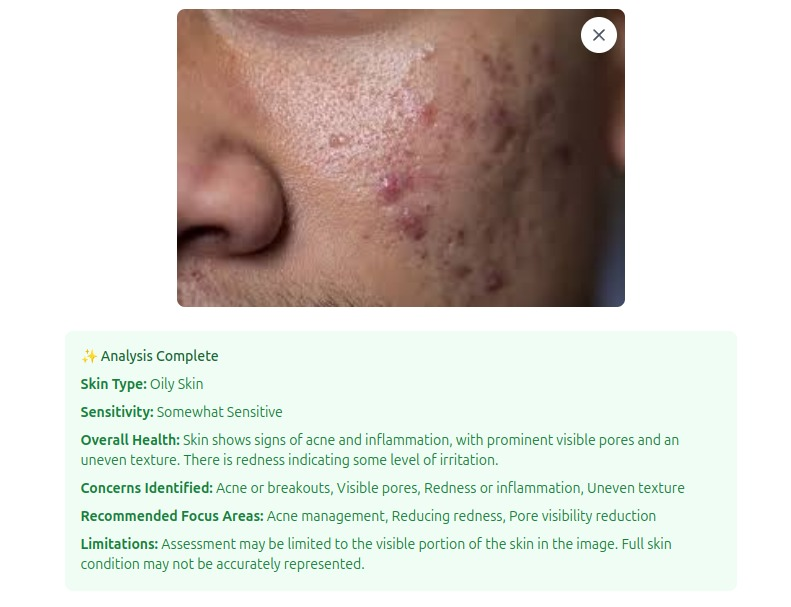 ✨ Analysis Complete
Skin Type: Oily Skin
Sensitivity: Somewhat Sensitive
Overall Health: Skin shows signs of acne and inflammation, with prominent visible pores and an
uneven texture. There is redness indicating some level of irritation.
Concerns Identified: Acne or breakouts, Visible pores, Redness or inflammation, Uneven texture
Recommended Focus Areas: Acne management, Reducing redness, Pore visibility reduction
Limitations: Assessment may be limited to the visible portion of the skin in the image. Full skin
condition may not be accurately represented.